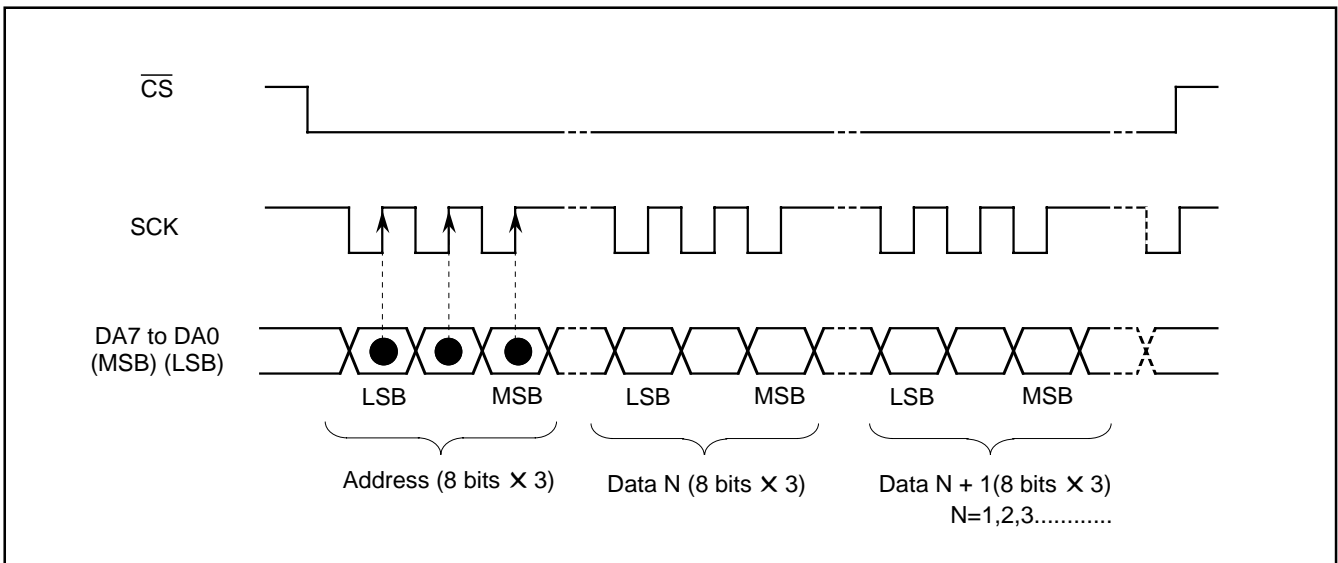 CS
SCK
DA7 to DA0
(MSB) (LSB)
LSB MSB LSB MSB LSB MSB
Address (8 bits × 3) Data N (8 bits × 3) Data N + 1(8 bits × 3)
N=1,2,3............